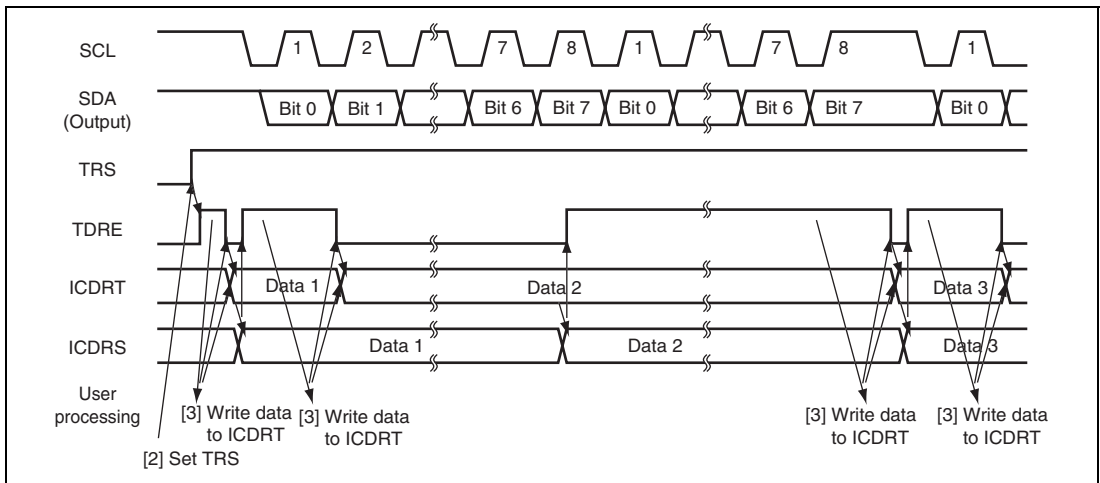 SCL 1 2 7 8 1 7 8 1
SDA
(Output) Bit 0 Bit 1 Bit 6 Bit 7 Bit 0 Bit 6 Bit 7 Bit 0
TRS
TDRE
ICDRT Data 1 Data 2 Data 3
ICDRS Data 1 Data 2 Data 3
User
processing
[3] Write data
to ICDRT
[3] Write data
to ICDRT
[3] Write data
to ICDRT
[3] Write data
to ICDRT
[2] Set TRS